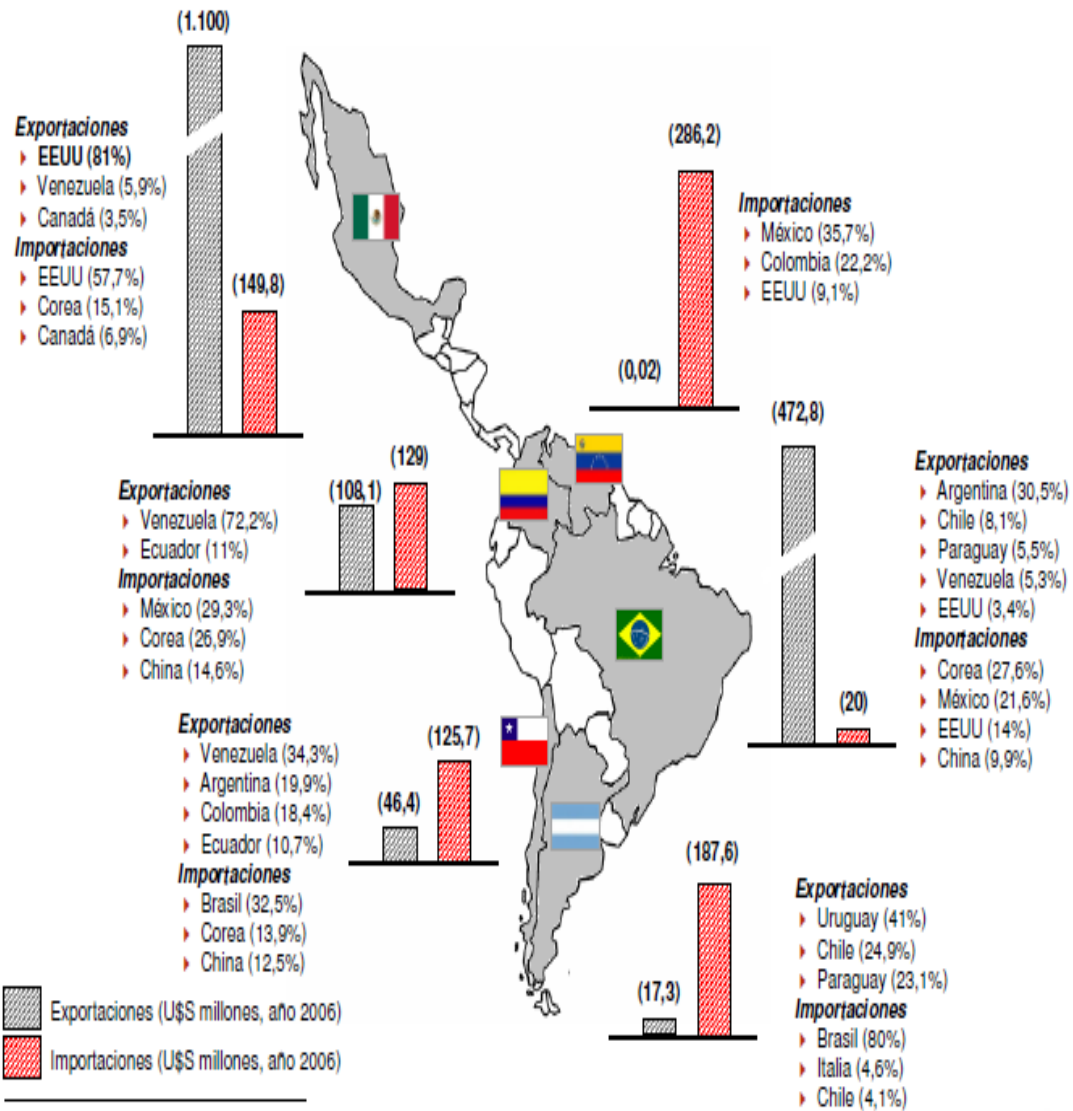 (1.100)
Exportaciones
EEUU (81%)
Venezuela (5,9%)
Canadá (3,5%)
Importaciones
EEUU (57,7%)
Corea (15,1%)
Canadá (6,9%)
(149,8)
(286,2)
(0,02)
Importaciones
México (35,7%)
Colombia (22,2%)
EEUU (9,1%)
Exportaciones
Venezuela (72,2%)
Ecuador (11%)
Importaciones
México (29,3%)
Corea (26,9%)
China (14,6%)
(108,1)
(129)
(472,8)
(20)
Exportaciones
Argentina (30,5%)
Chile (8,1%)
Paraguay (5,5%)
Venezuela (5,3%)
EEUU (3,4%)
Importaciones
Corea (27,6%)
México (21,6%)
EEUU (14%)
China (9,9%)
Exportaciones
Venezuela (34,3%)
Argentina (19,9%)
Colombia (18,4%)
Ecuador (10,7%)
Importaciones
Brasil (32,5%)
Corea (13,9%)
China (12,5%)
(46,4)
(125,7)
(17,3)
(187,6)
Exportaciones
Uruguay (41%)
Chile (24,9%)
Paraguay (23,1%)
Importaciones
Brasil (80%)
Italia (4,6%)
Chile (4,1%)
Exportaciones (U$S millones, año 2006)
Importaciones (U$S millones, año 2006)